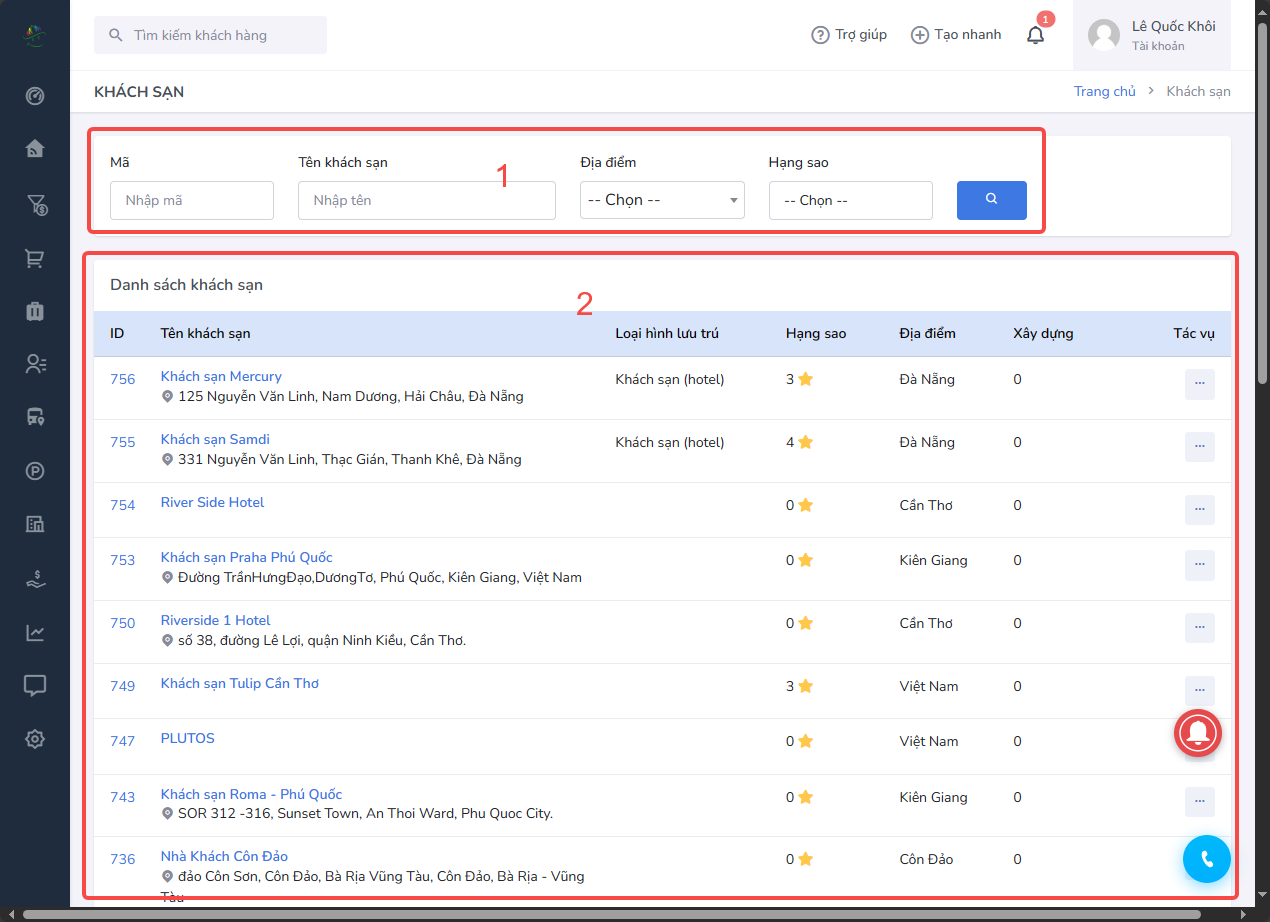 Tìm kiếm khách hàng
Trợ giúp
Tạo nhanh
1
Lê Quốc Khôi
Tài khoản
KHÁCH SẠN
Trang chủ > Khách sạn
Mã
Tên khách sạn
Địa điểm
Hạng sao
1
Nhập mã
Nhập tên
-- Chọn --
-- Chọn --
Danh sách khách sạn
2
ID Tên khách sạn Loại hình lưu trú Hạng sao Địa điểm Xây dựng Tác vụ
756 Khách sạn Mercury Khách sạn (hotel) 3 Đà Nẵng 0 ...
125 Nguyễn Văn Linh, Nam Dương, Hải Châu, Đà Nẵng
755 Khách sạn Samdi Khách sạn (hotel) 4 Đà Nẵng 0 ...
331 Nguyễn Văn Linh, Thạc Gián, Thanh Khê, Đà Nẵng
754 River Side Hotel 0 Cần Thơ 0 ...
753 Khách sạn Praha Phú Quốc 0 Kiên Giang 0 ...
Đường TrầnHưngĐạo,DươngTơ, Phú Quốc, Kiên Giang, Việt Nam
750 Riverside 1 Hotel 0 Cần Thơ 0 ...
số 38, đường Lê Lợi, quận Ninh Kiều, Cần Thơ.
749 Khách sạn Tulip Cần Thơ 3 Việt Nam 0 ...
747 PLUTOS 0 Việt Nam 0
743 Khách sạn Roma - Phú Quốc 0 Kiên Giang 0 ...
SOR 312 -316, Sunset Town, An Thoi Ward, Phu Quoc City.
736 Nhà Khách Côn Đảo 0 Côn Đảo 0
đảo Côn Sơn, Côn Đảo, Bà Rịa Vũng Tàu, Côn Đảo, Bà Rịa - Vũng
Tàu